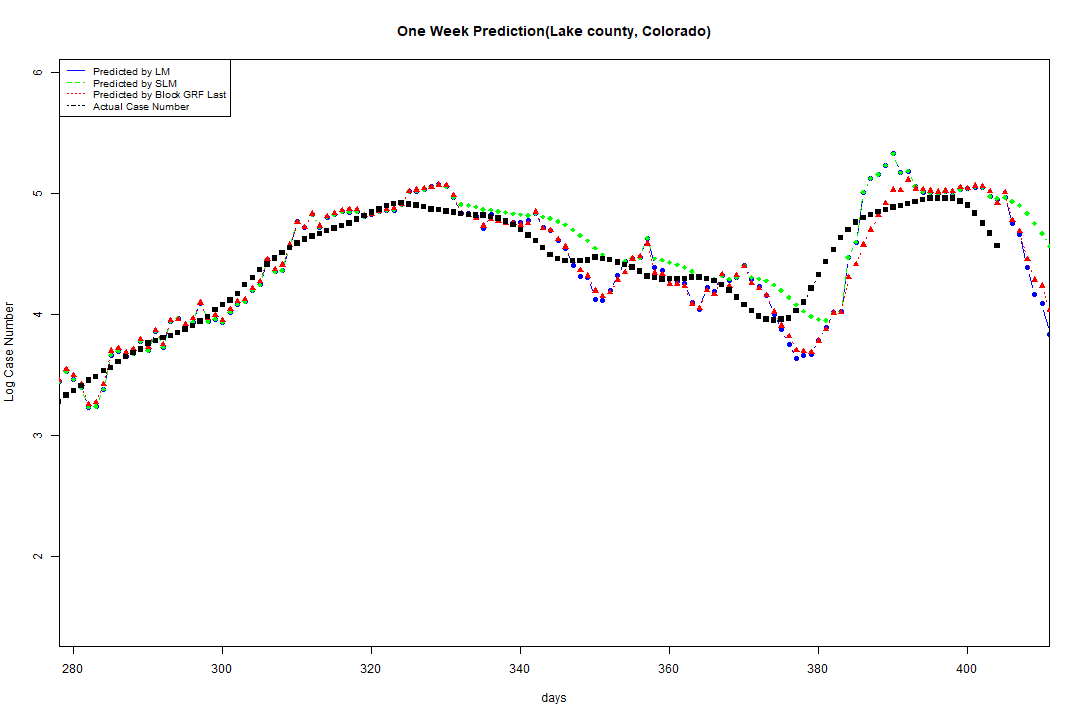 One Week Prediction(Lake county, Colorado)
Predicted by LM
Predicted by SLM
Predicted by Block GRF Last
Actual Case Number
6
5
4
3
2
Log Case Number
280 300 320 340 360 380 400
days